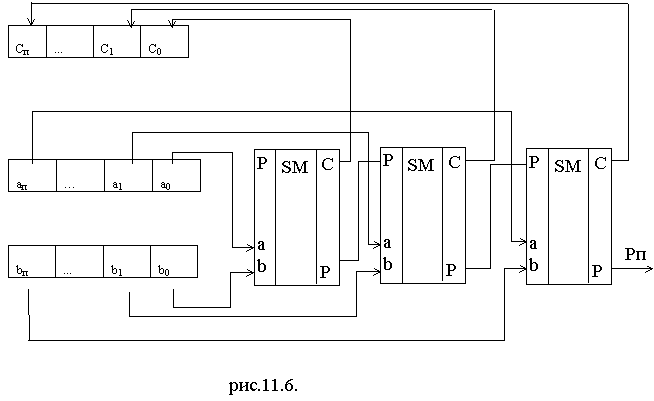 Cп ... C1 C0
P SM C
P SM C
P SM C
aп ... a1 a0
a
b
P
a
b
P
a
b
P
Pп
bп ... b1 b0
рис.11.6.